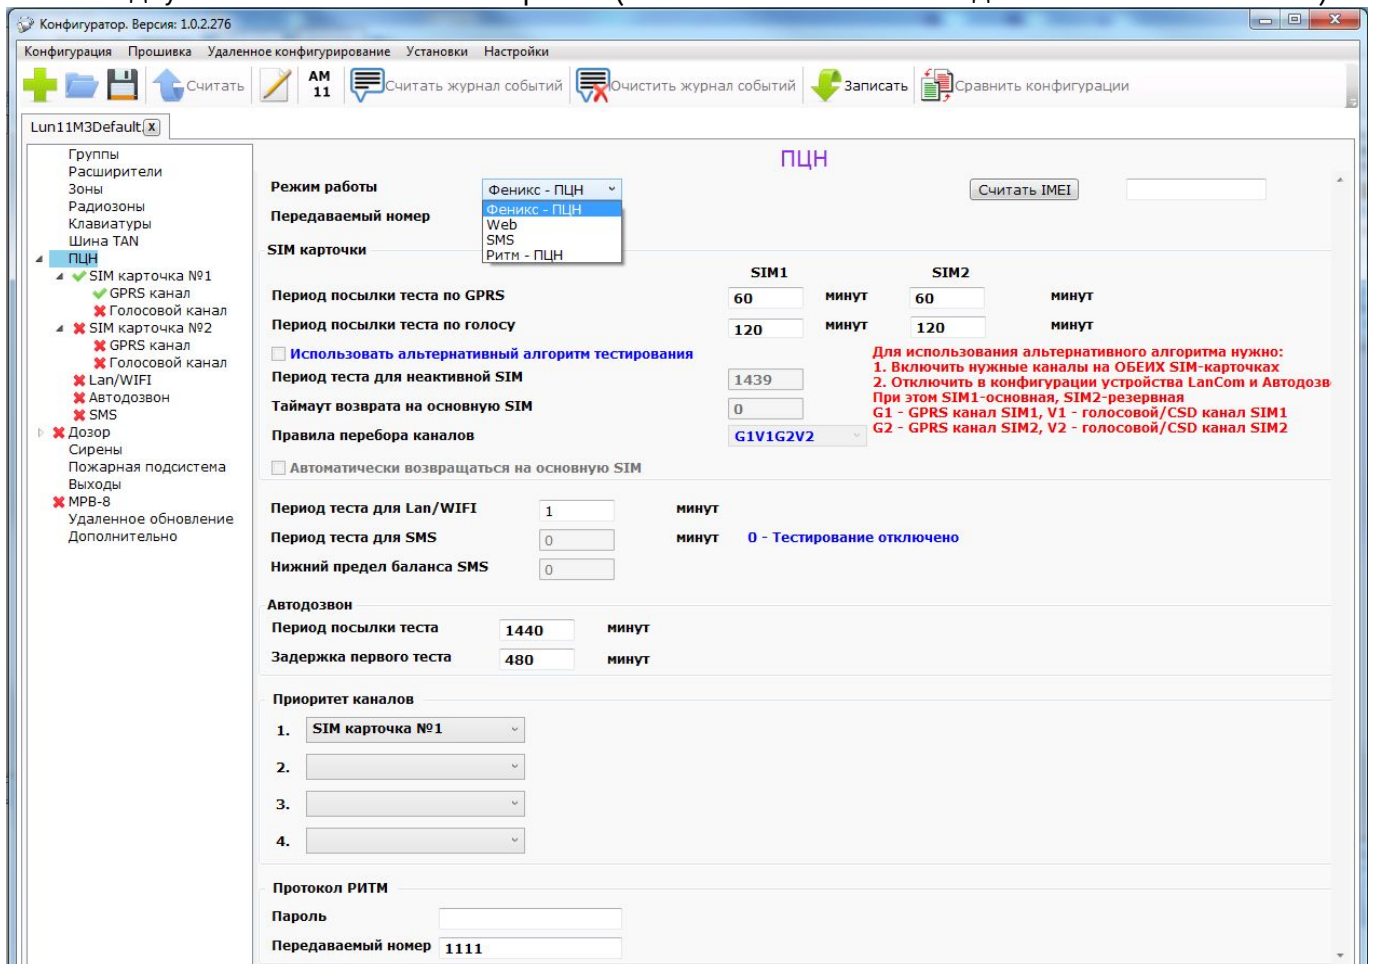 Конфигуратор. Версия: 1.0.2.276
Конфигурация Прошивка Удаленное конфигурирование Установки Настройки
Считать AM 11 Считать журнал событий Очистить журнал событий Записать Сравнить конфигурации
Lun11M3Default x
ПЦН
Группы
Расширители
Зоны
Радиозоны
Клавиатуры
Шина TAN
ПЦН
SIM карточка №1
GPRS канал
Голосовой канал
SIM карточка №2
GPRS канал
Голосовой канал
Lan/WIFI
Автодозвон
SMS
Дозор
Сирены
Пожарная подсистема
Выходы
МРВ-8
Удаленное обновление
Дополнительно
Режим работы Феникс - ПЦН Считать IMEI
Феникс - ПЦН
Web
SMS
Ритм - ПЦН
Передаваемый номер
SIM карточки
SIM1 SIM2
Период посылки теста по GPRS 60 минут 60 минут
Период посылки теста по голосу 120 минут 120 минут
Использовать альтернативный алгоритм тестирования
Период теста для неактивной SIM 1439
Таймаут возврата на основную SIM 0
Правила перебора каналов G1V1G2V2
Автоматически возвращаться на основную SIM
Для использования альтернативного алгоритма нужно:
1. Включить нужные каналы на ОБЕИХ SIM-карточках
2. Отключить в конфигурации устройства LanCom и Автодозв
При этом SIM1-основная, SIM2-резервная
G1 - GPRS канал SIM1, V1 - голосовой/CSD канал SIM1
G2 - GPRS канал SIM2, V2 - голосовой/CSD канал SIM2
Период теста для Lan/WIFI 1 минут
Период теста для SMS 0 минут 0 - Тестирование отключено
Нижний предел баланса SMS 0
Автодозвон
Период посылки теста 1440 минут
Задержка первого теста 480 минут
Приоритет каналов
1. SIM карточка №1
2.
3.
4.
Протокол РИТМ
Пароль
Передаваемый номер 1111